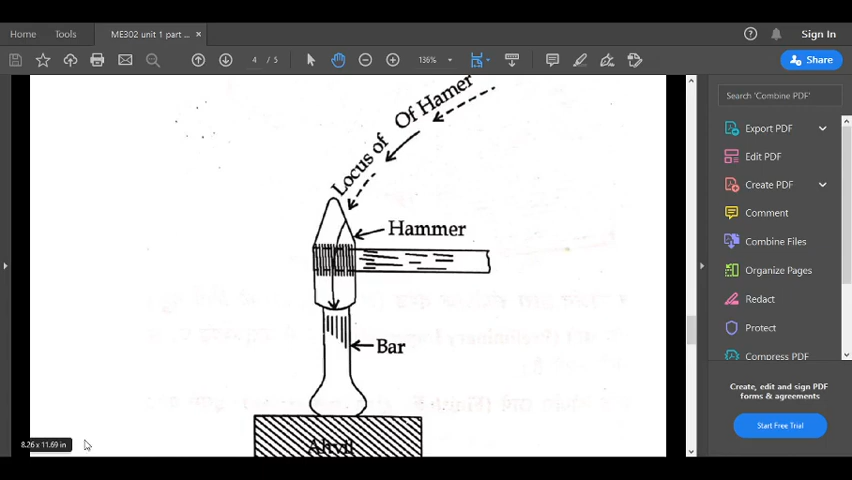 Home Tools ME302 unit 1 part ... × Sign In
4 / 5 136% Share
Search 'Combine PDF'
Export PDF
Edit PDF
Create PDF
Comment
Combine Files
Organize Pages
Redact
Protect
Compress PDF
Create, edit and sign PDF
forms & agreements
Start Free Trial
Locus of Of Hamer
Hammer
Bar
Anvil
8.26 x 11.69 in